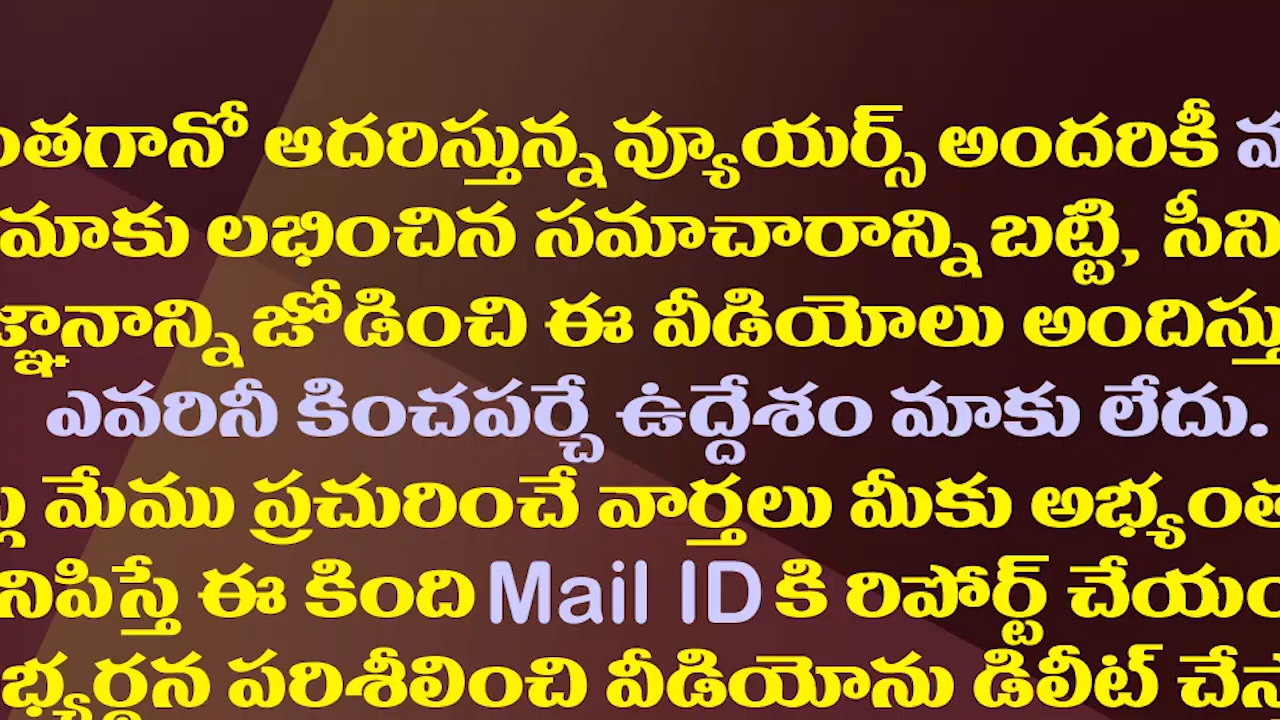 ఆదరిస్తున్న వ్యూయర్స్ అందరికీ
మాకు లభించిన సమాచారాన్ని బట్టి,
జోడించి ఈ వీడియోలు
ఎవరినీ కించపర్చే ఉద్దేశం మాకు లేదు.
మేము ప్రచురించే వార్తలు మీకు
ఈ కింది Mail ID కి రిపోర్ట్
పరిశీలించి వీడియోను డిలీట్